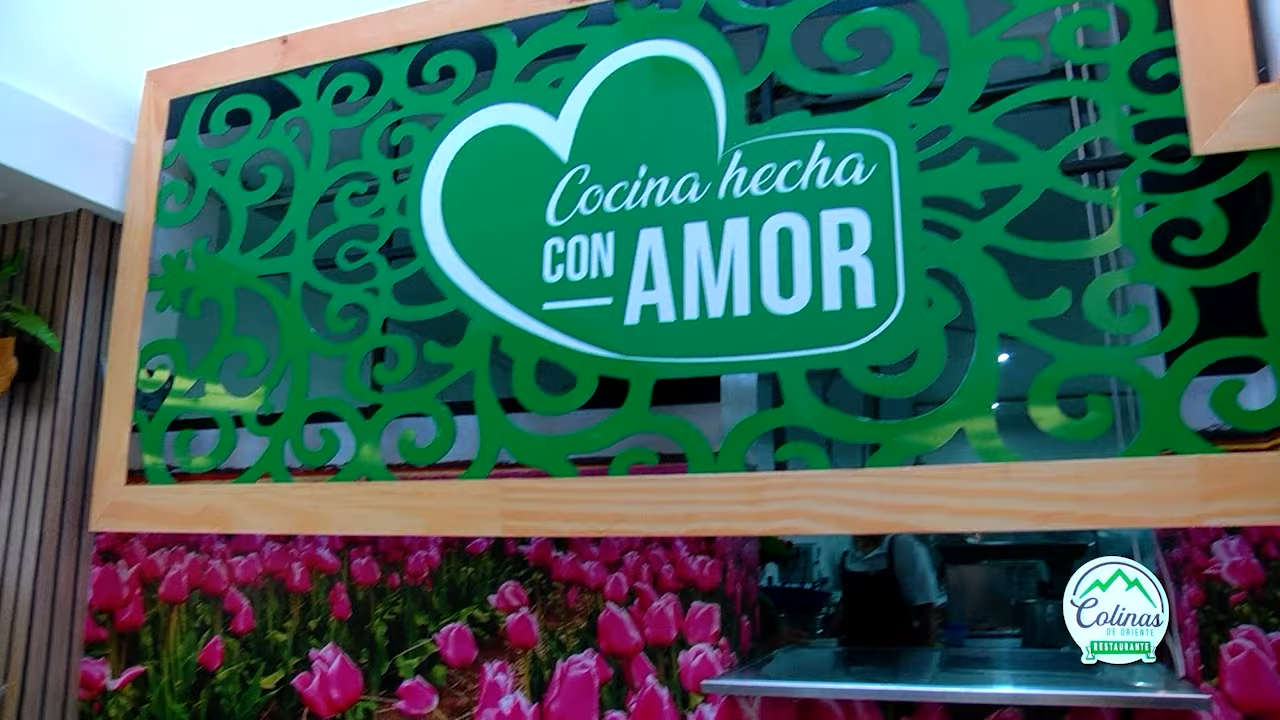 Cocina hecha
CON AMOR
Colinas
DE ORIENTE
RESTAURANTE